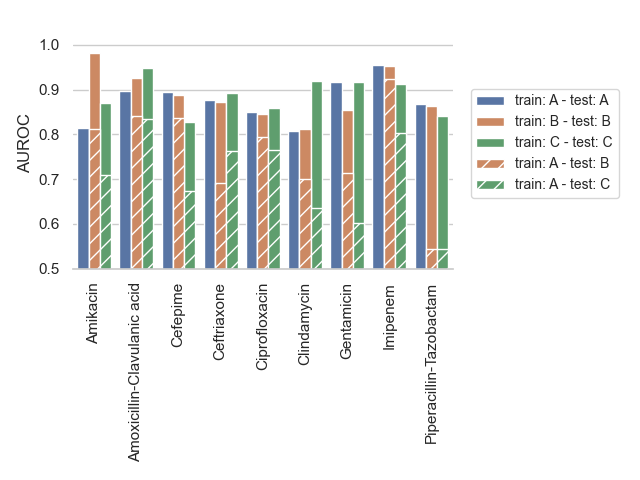 1.0
0.9
0.8
0.7
0.6
0.5
AUROC
Amikacin
Amoxicillin-Clavulanic acid
Cefepime
Ceftriaxone
Ciprofloxacin
Clindamycin
Gentamicin
Imipenem
Piperacillin-Tazobactam
train: A - test: A
train: B - test: B
train: C - test: C
train: A - test: B
train: A - test: C